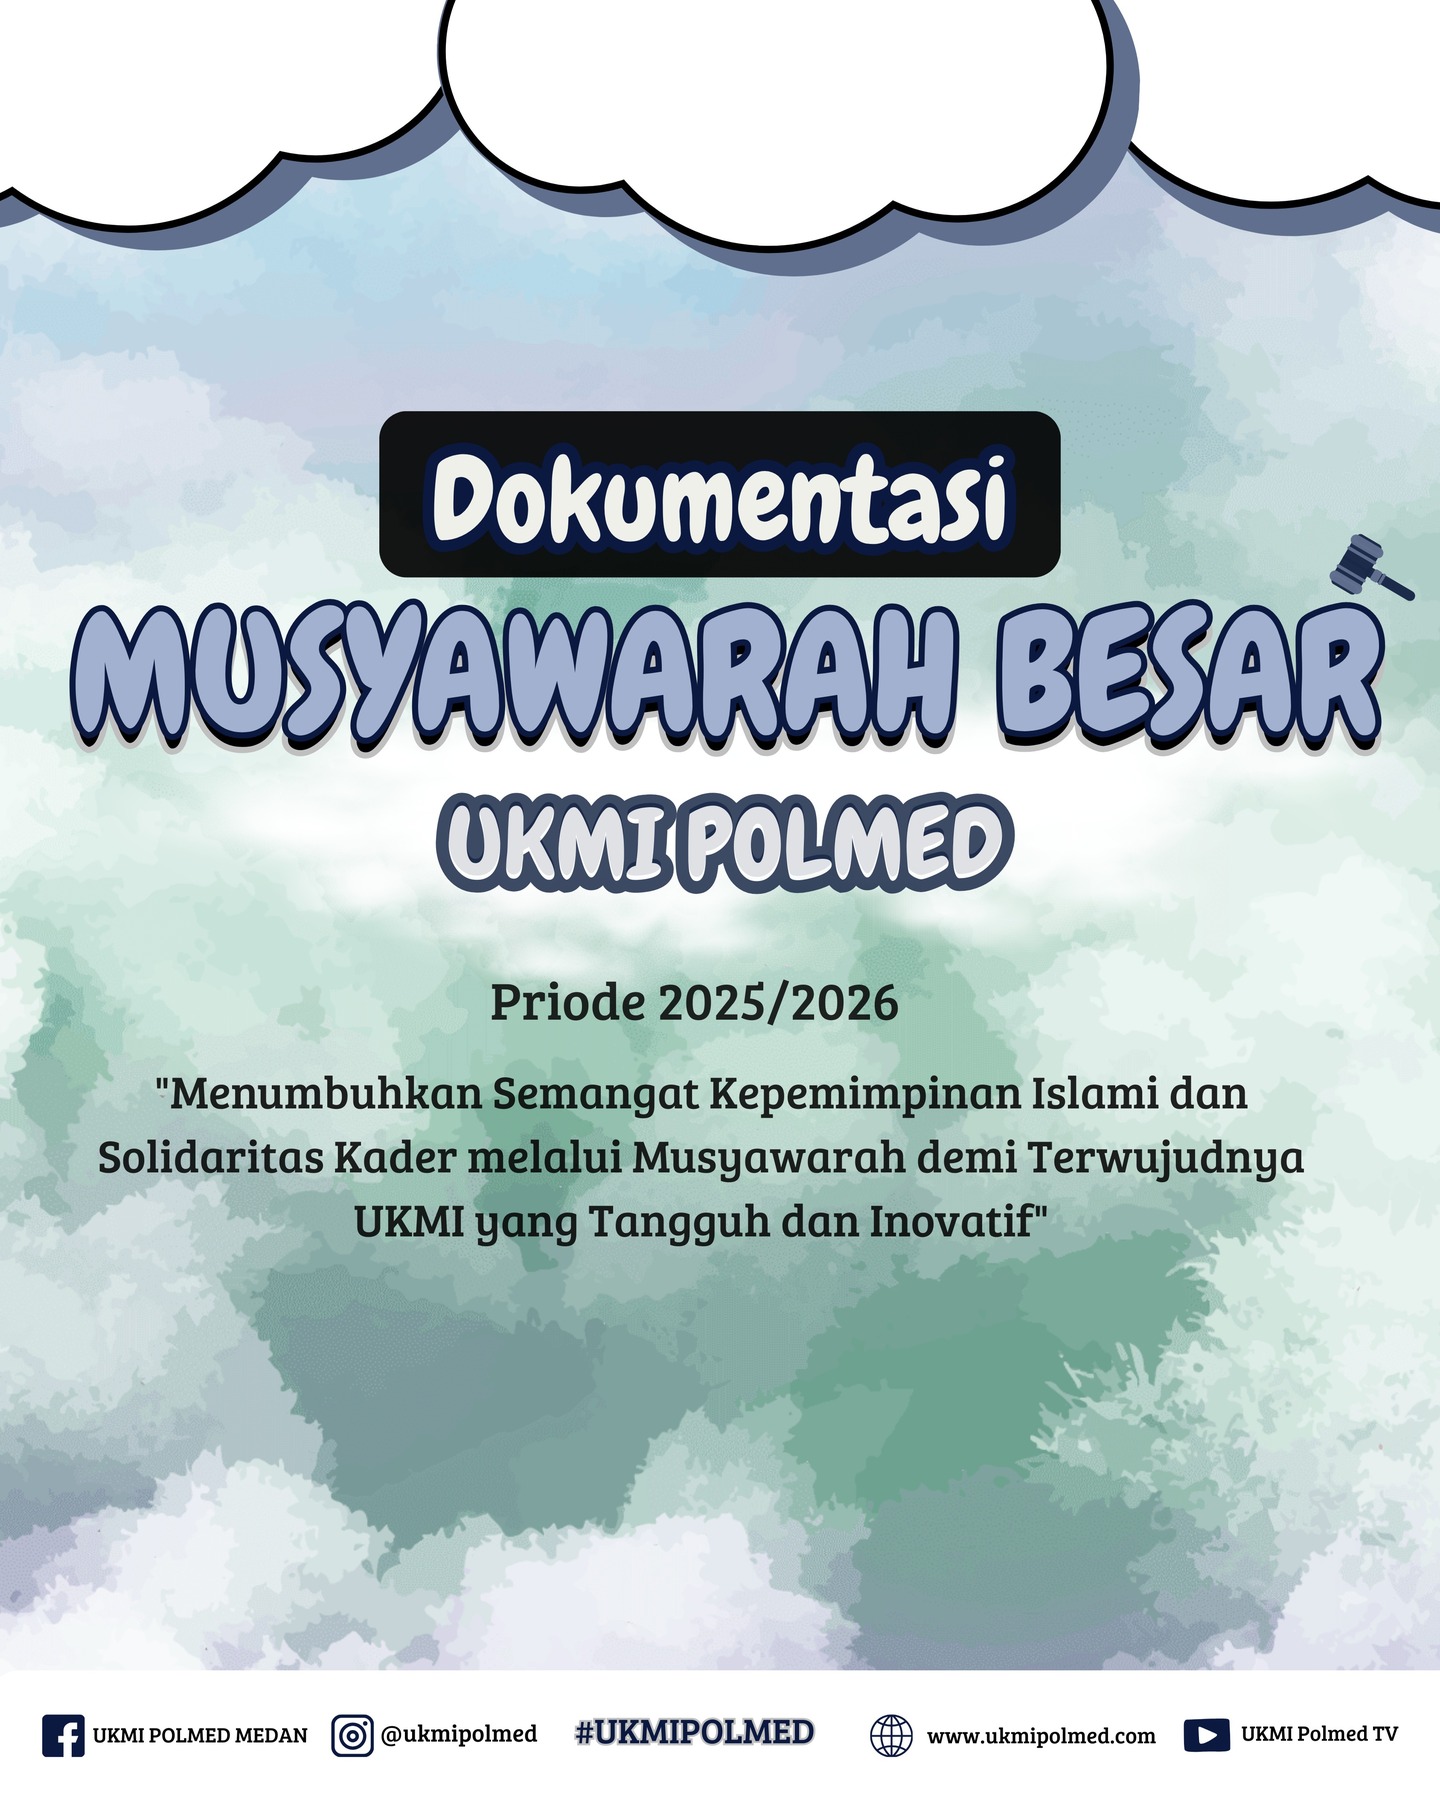 Dokumentasi
MUSYAWARAH BESAR
UKMI POLMED
Priode 2025/2026
"Menumbuhkan Semangat Kepemimpinan Islami dan
Solidaritas Kader melalui Musyawarah demi Terwujudnya
UKMI yang Tangguh dan Inovatif"
UKMI POLMED MEDAN @ukmipolmed #UKMIPOLMED www.ukmipolmed.com UKMI Polmed TV